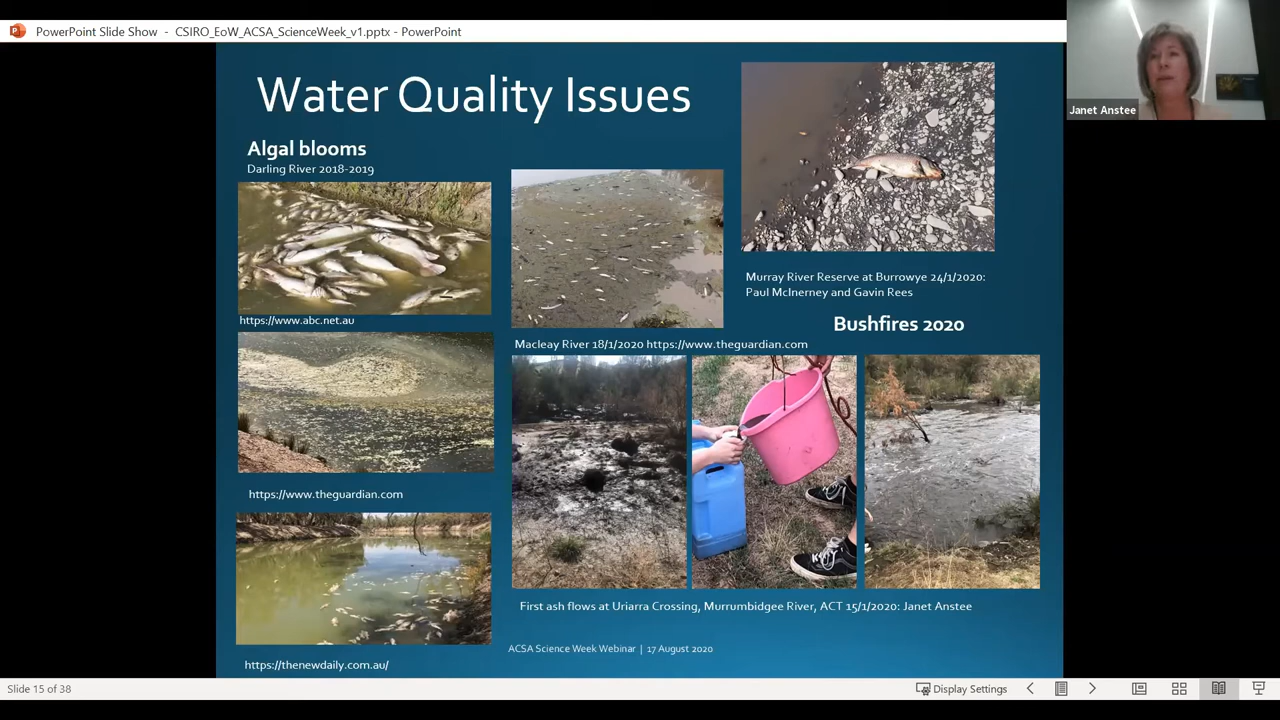 PowerPoint Slide Show - CSIRO_EoW_ACSA_ScienceWeek_v1.pptx - PowerPoint
Janet Anstee
Water Quality Issues
Algal blooms
Darling River 2018-2019
https://www.abc.net.au
https://www.theguardian.com
https://thenewdaily.com.au/
Murray River Reserve at Burrowye 24/1/2020:
Paul McInerney and Gavin Rees
Bushfires 2020
Macleay River 18/1/2020 https://www.theguardian.com
First ash flows at Uriarra Crossing, Murrumbidgee River, ACT 15/1/2020: Janet Anstee
ACSA Science Week Webinar | 17 August 2020
Slide 15 of 38
Display Settings